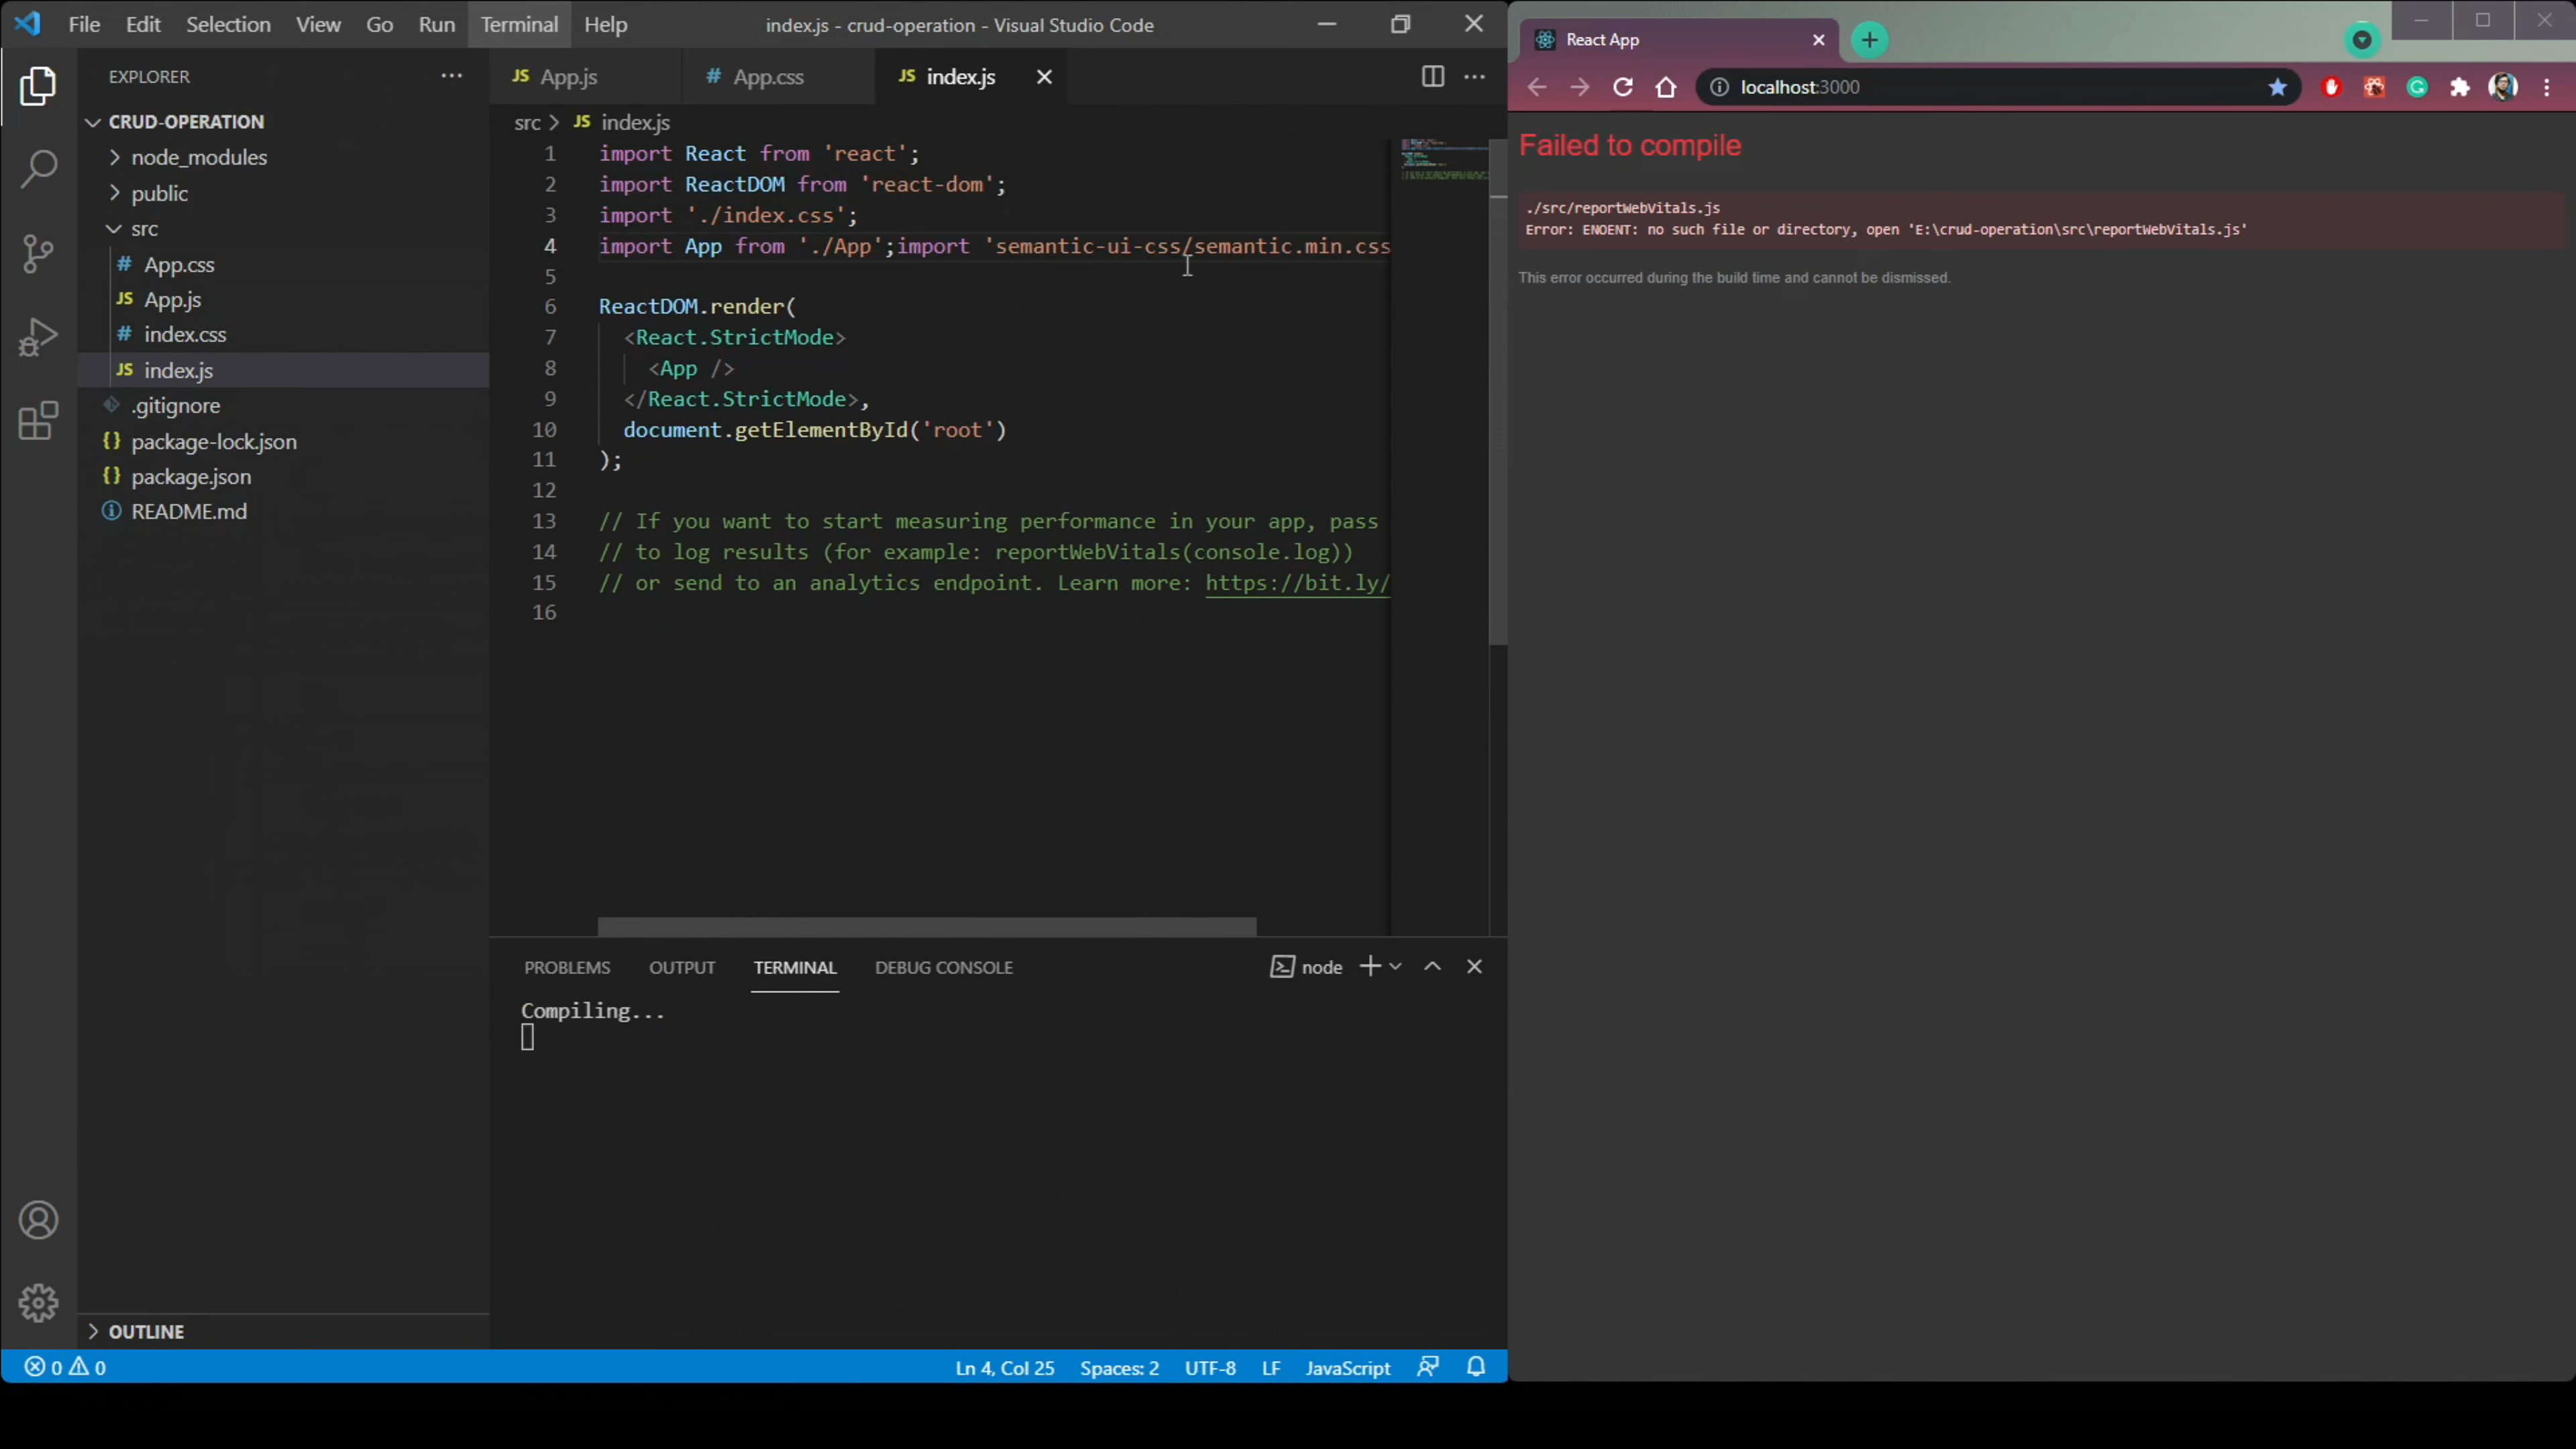 File Edit Selection View Go Run Terminal Help
index.js - crud-operation - Visual Studio Code
EXPLORER
CRUD-OPERATION
node_modules
public
src
# App.css
JS App.js
# index.css
JS index.js
.gitignore
{} package-lock.json
{} package.json
README.md
OUTLINE
JS App.js
# App.css
JS index.js
src > JS index.js
1 import React from 'react';
2 import ReactDOM from 'react-dom';
3 import './index.css';
4 import App from './App';import 'semantic-ui-css/semantic.min.css
5
6 ReactDOM.render(
7 <React.StrictMode>
8 <App />
9 </React.StrictMode>,
10 document.getElementById('root')
11 );
12
13 // If you want to start measuring performance in your app, pass
14 // to log results (for example: reportWebVitals(console.log))
15 // or send to an analytics endpoint. Learn more: https://bit.ly/
16
PROBLEMS OUTPUT TERMINAL DEBUG CONSOLE
node
Compiling...
0 0
Ln 4, Col 25 Spaces: 2 UTF-8 LF JavaScript
React App
localhost:3000
Failed to compile
./src/reportWebVitals.js
Error: ENOENT: no such file or directory, open 'E:\crud-operation\src\reportWebVitals.js'
This error occurred during the build time and cannot be dismissed.